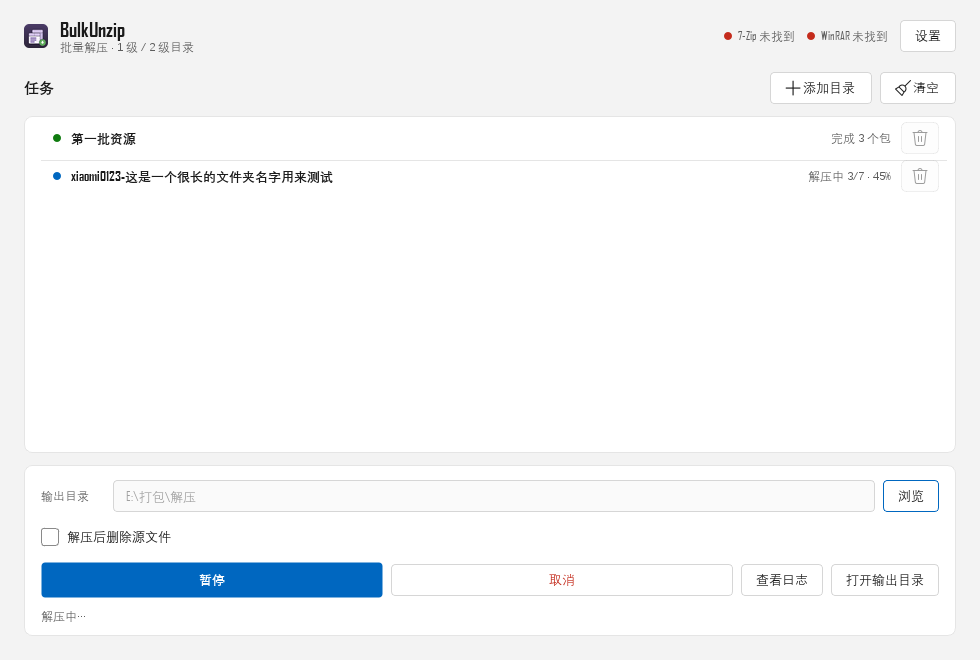 BulkUnzip
批量解压 · 1 级 / 2 级目录
7-Zip 未找到
WinRAR 未找到
设置
任务
添加目录
清空
第一批资源
完成 3 个包
xiaomi0123-这是一个很长的文件夹名字用来测试
解压中 3/7 · 45%
输出目录
E:\打包\解压
浏览
解压后删除源文件
暂停
取消
查看日志
打开输出目录
解压中…